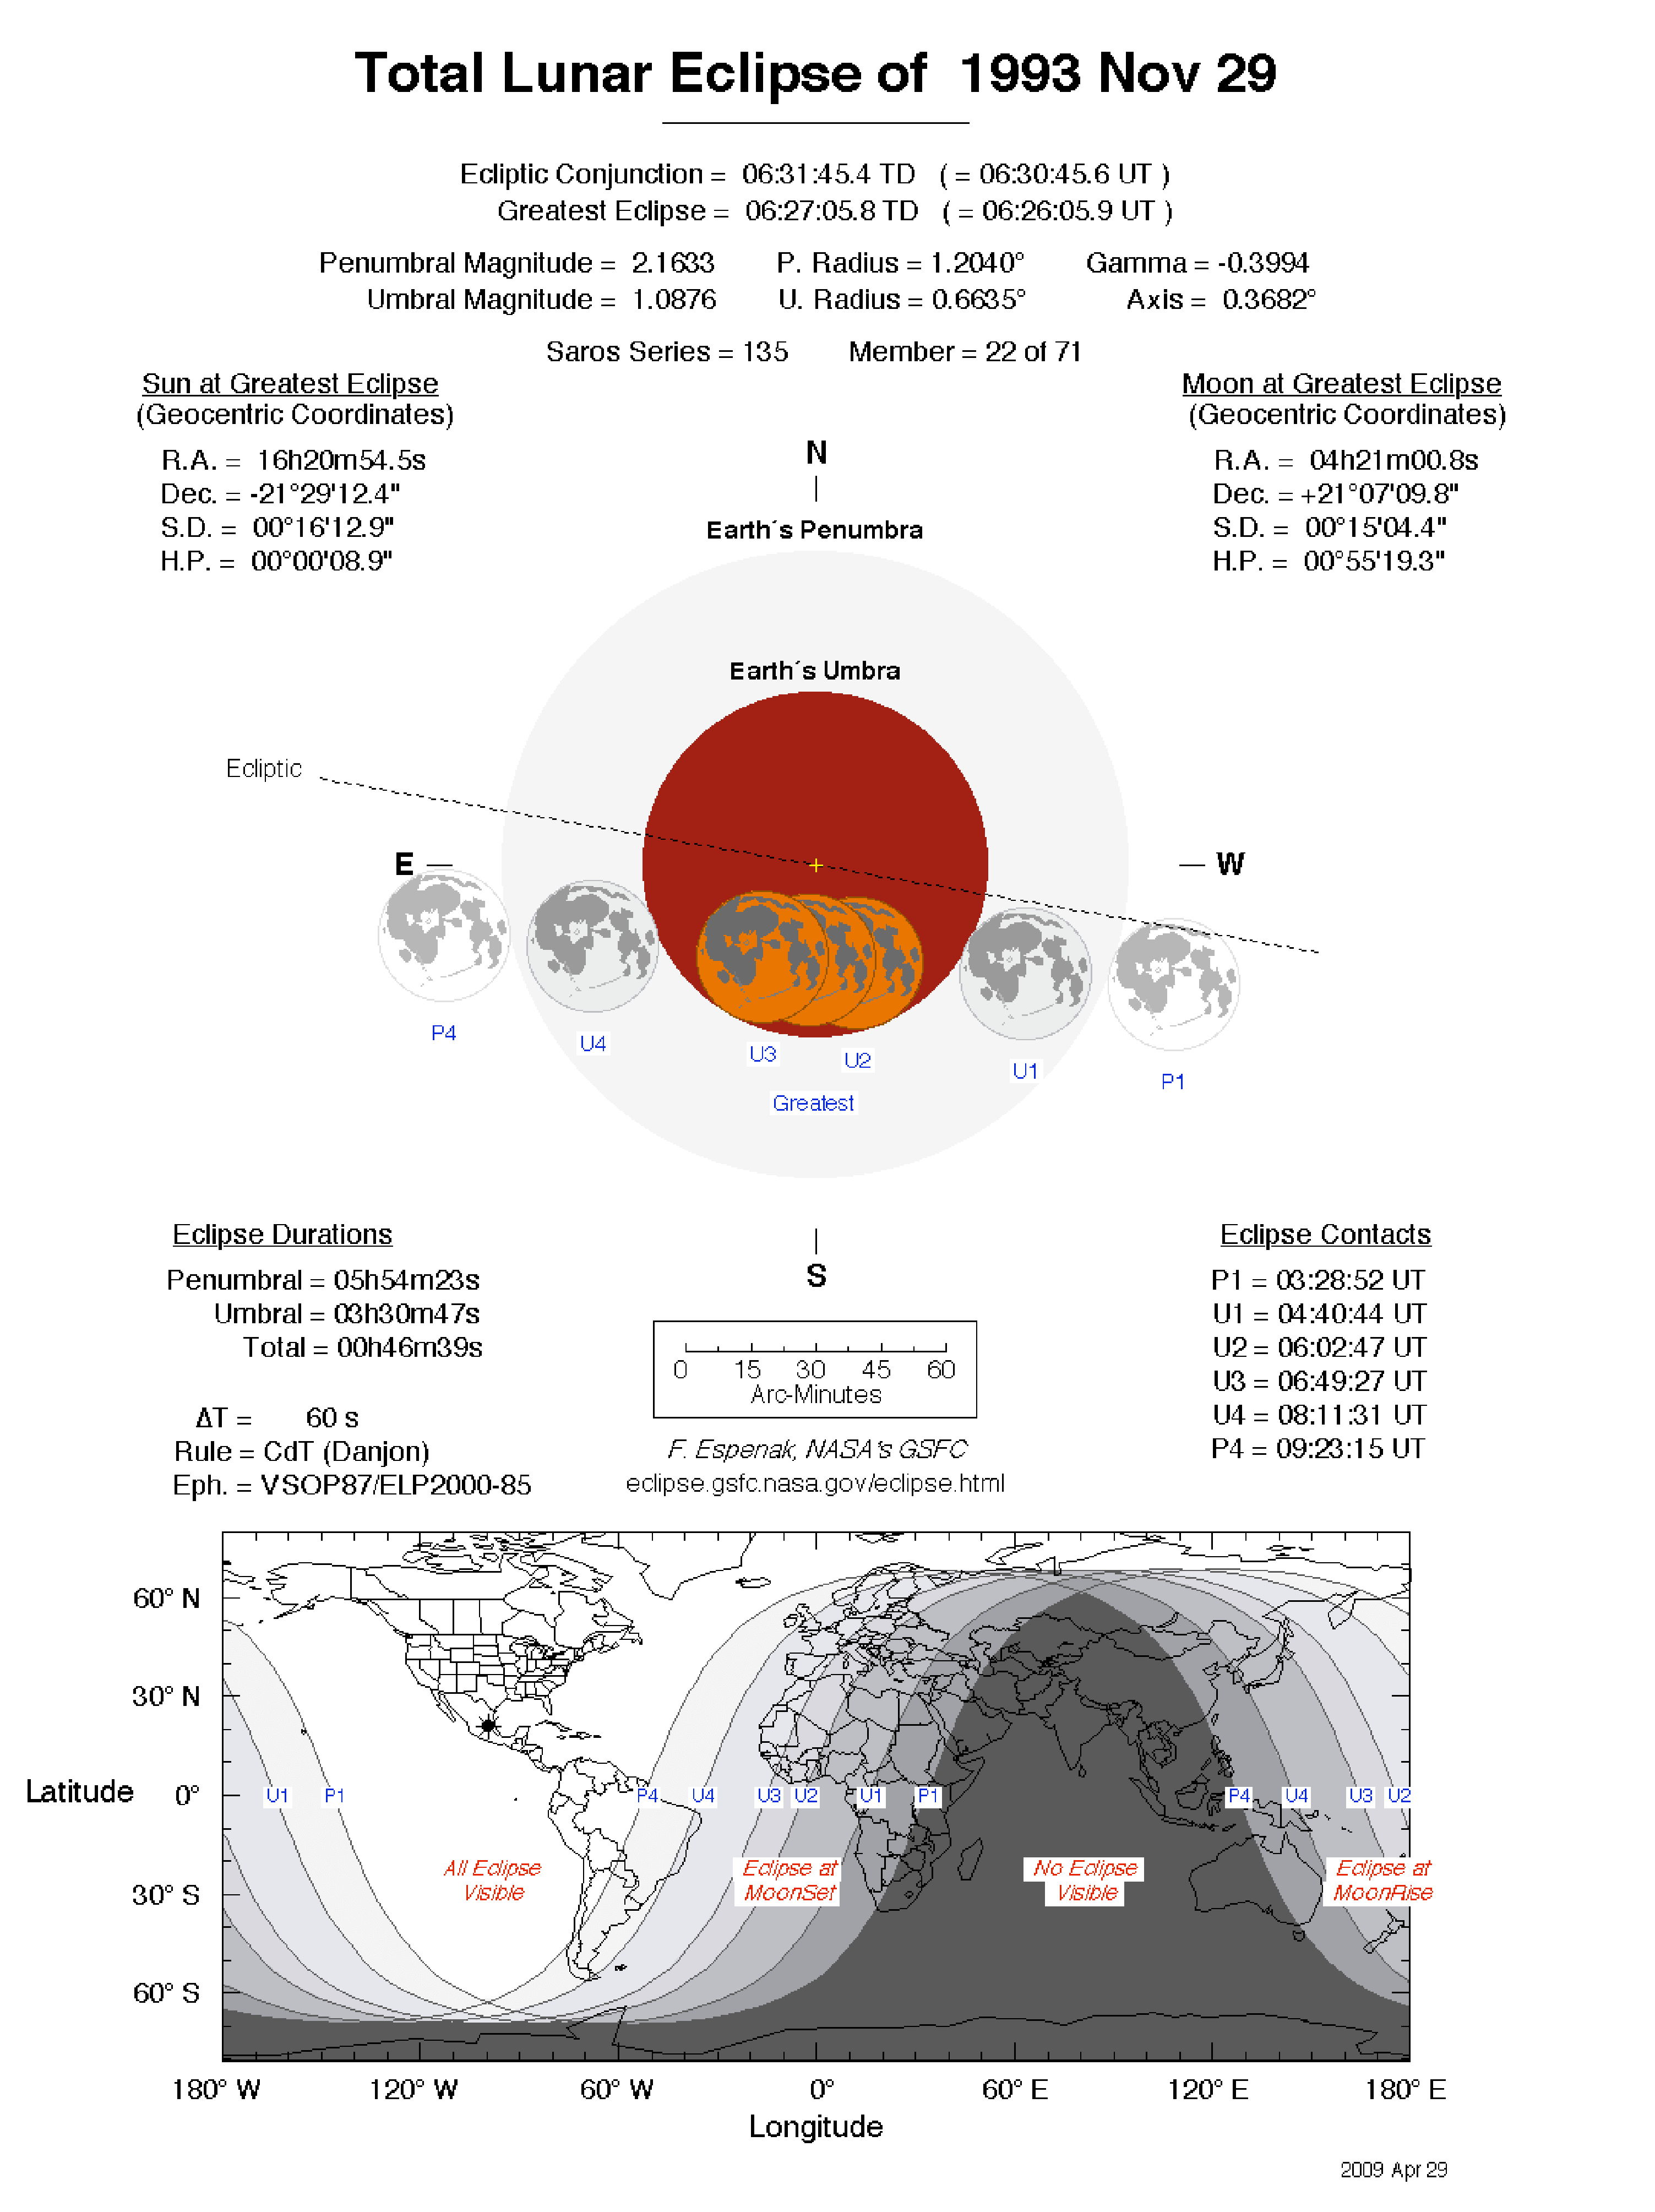 Total Lunar Eclipse of 1993 Nov 29
Ecliptic Conjunction = 06:31:45.4 TD ( = 06:30:45.6 UT )
Greatest Eclipse = 06:27:05.8 TD ( = 06:26:05.9 UT )
Penumbral Magnitude = 2.1633 P. Radius = 1.2040° Gamma = -0.3994
Umbral Magnitude = 1.0876 U. Radius = 0.6635° Axis = 0.3682°
Saros Series = 135 Member = 22 of 71
Sun at Greatest Eclipse
(Geocentric Coordinates)
R.A. = 16h20m54.5s
Dec. = -21°29'12.4"
S.D. = 00°16'12.9"
H.P. = 00°00'08.9"
Moon at Greatest Eclipse
(Geocentric Coordinates)
R.A. = 04h21m00.8s
Dec. = +21°07'09.8"
S.D. = 00°15'04.4"
H.P. = 00°55'19.3"
N
Earth´s Penumbra
Earth´s Umbra
Ecliptic
E
W
P4
U4
U3
U2
U1
P1
Greatest
S
Eclipse Durations
Penumbral = 05h54m23s
Umbral = 03h30m47s
Total = 00h46m39s
ΔT = 60 s
Rule = CdT (Danjon)
Eph. = VSOP87/ELP2000-85
0 15 30 45 60
Arc-Minutes
F. Espenak, NASA's GSFC
eclipse.gsfc.nasa.gov/eclipse.html
Eclipse Contacts
P1 = 03:28:52 UT
U1 = 04:40:44 UT
U2 = 06:02:47 UT
U3 = 06:49:27 UT
U4 = 08:11:31 UT
P4 = 09:23:15 UT
60° N
30° N
Latitude 0°
30° S
60° S
U1 P1 P4 U4 U3 U2 U1 P1 P4 U4 U3 U2
All Eclipse
Visible
Eclipse at
MoonSet
No Eclipse
Visible
Eclipse at
MoonRise
180° W 120° W 60° W 0° 60° E 120° E 180° E
Longitude
2009 Apr 29